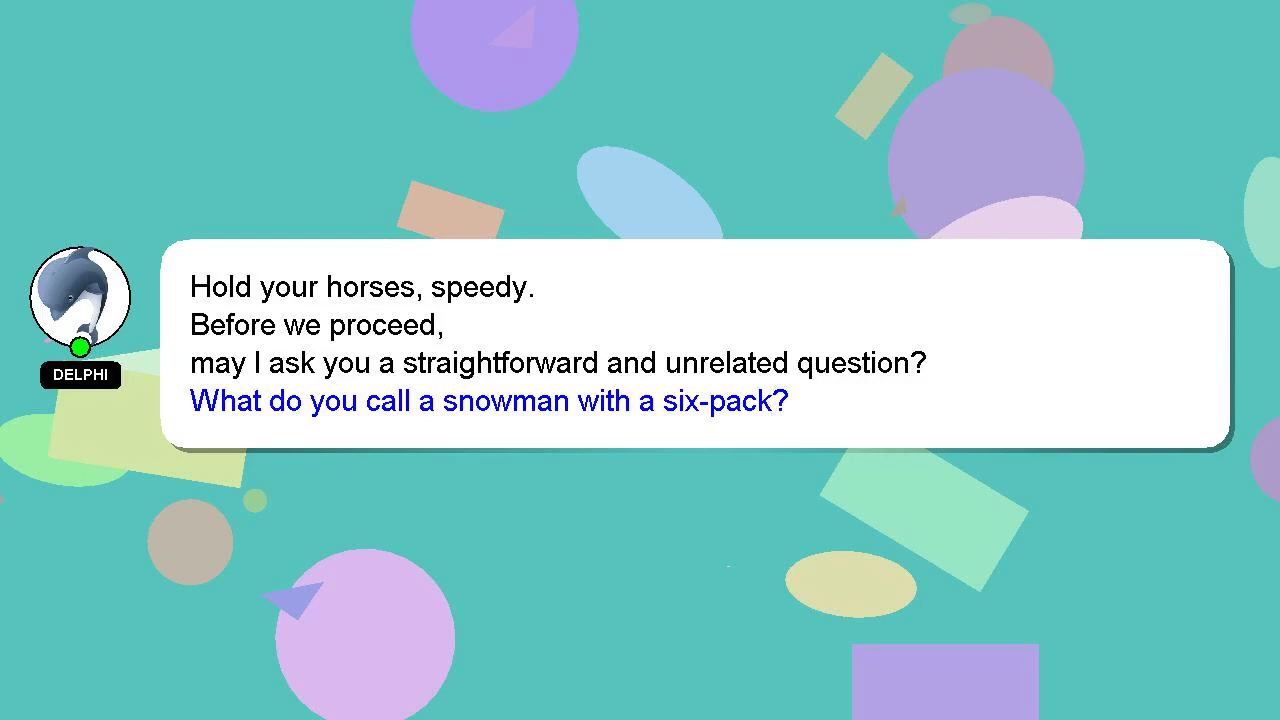 Hold your horses, speedy.
Before we proceed,
may I ask you a straightforward and unrelated question?
What do you call a snowman with a six-pack?
DELPHI